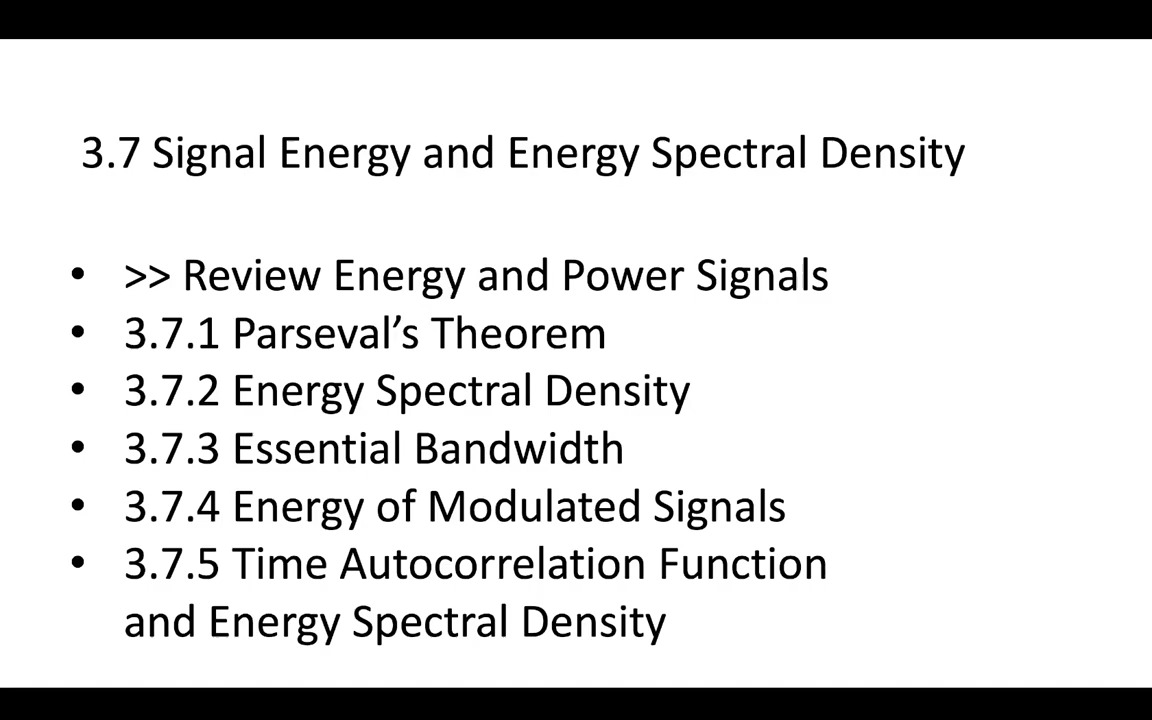 3.7 Signal Energy and Energy Spectral Density
• >> Review Energy and Power Signals
• 3.7.1 Parseval’s Theorem
• 3.7.2 Energy Spectral Density
• 3.7.3 Essential Bandwidth
• 3.7.4 Energy of Modulated Signals
• 3.7.5 Time Autocorrelation Function
and Energy Spectral Density